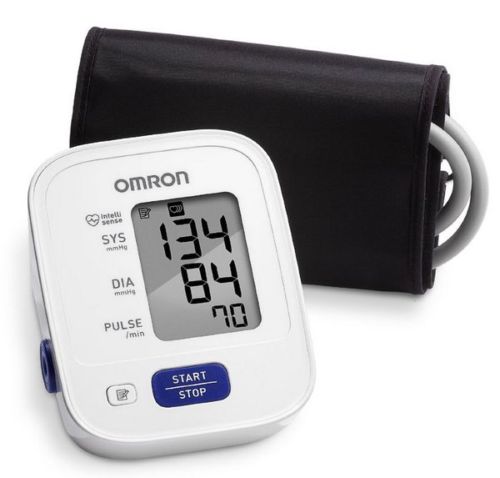 OMRON
intelli
sense
SYS
mmHg
134
DIA
mmHg
84
PULSE
/min
70
START
STOP